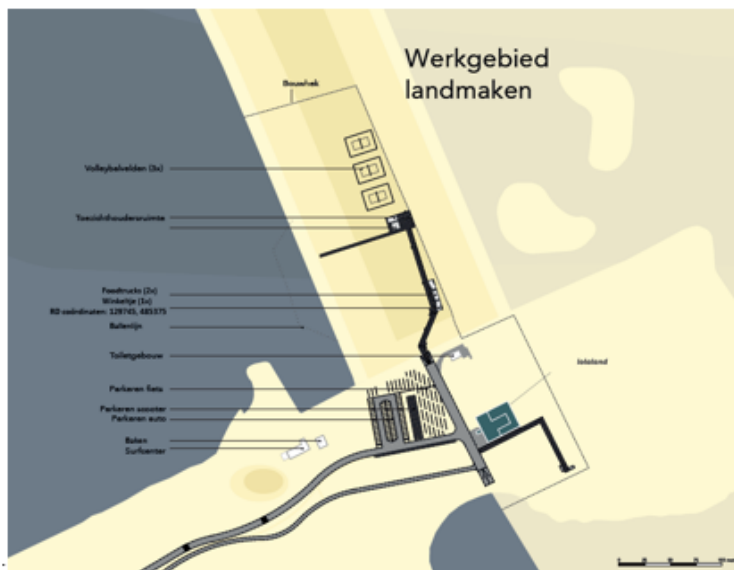 Werkgebied
landmaken
Bouwhek
Volleybalvelden (3x)
Toezichthoudersruimte
Foodtrucks (2x)
Winkeltje (1x)
RD coördinaten: 129745, 485375
Ballenlijn
Toiletgebouw
Parkeren fiets
Parkeren scooter
Parkeren auto
Baken
Surfcenter